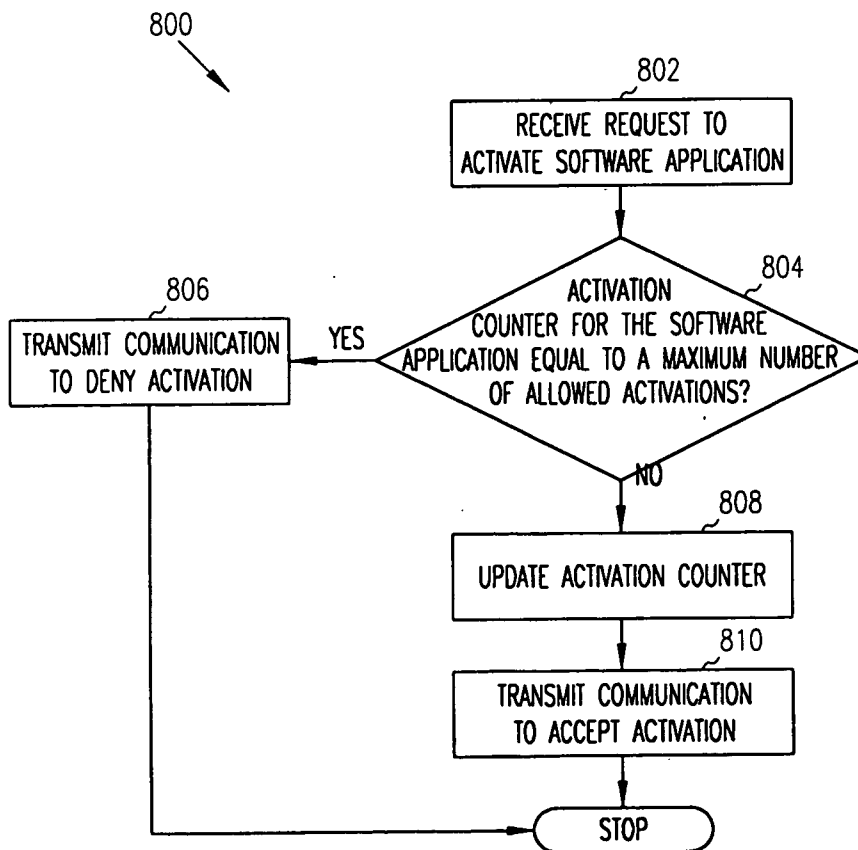 800
802
RECEIVE REQUEST TO
ACTIVATE SOFTWARE APPLICATION
804
ACTIVATION
COUNTER FOR THE SOFTWARE
APPLICATION EQUAL TO A MAXIMUM NUMBER
OF ALLOWED ACTIVATIONS?
YES
806
TRANSMIT COMMUNICATION
TO DENY ACTIVATION
NO
808
UPDATE ACTIVATION COUNTER
810
TRANSMIT COMMUNICATION
TO ACCEPT ACTIVATION
STOP